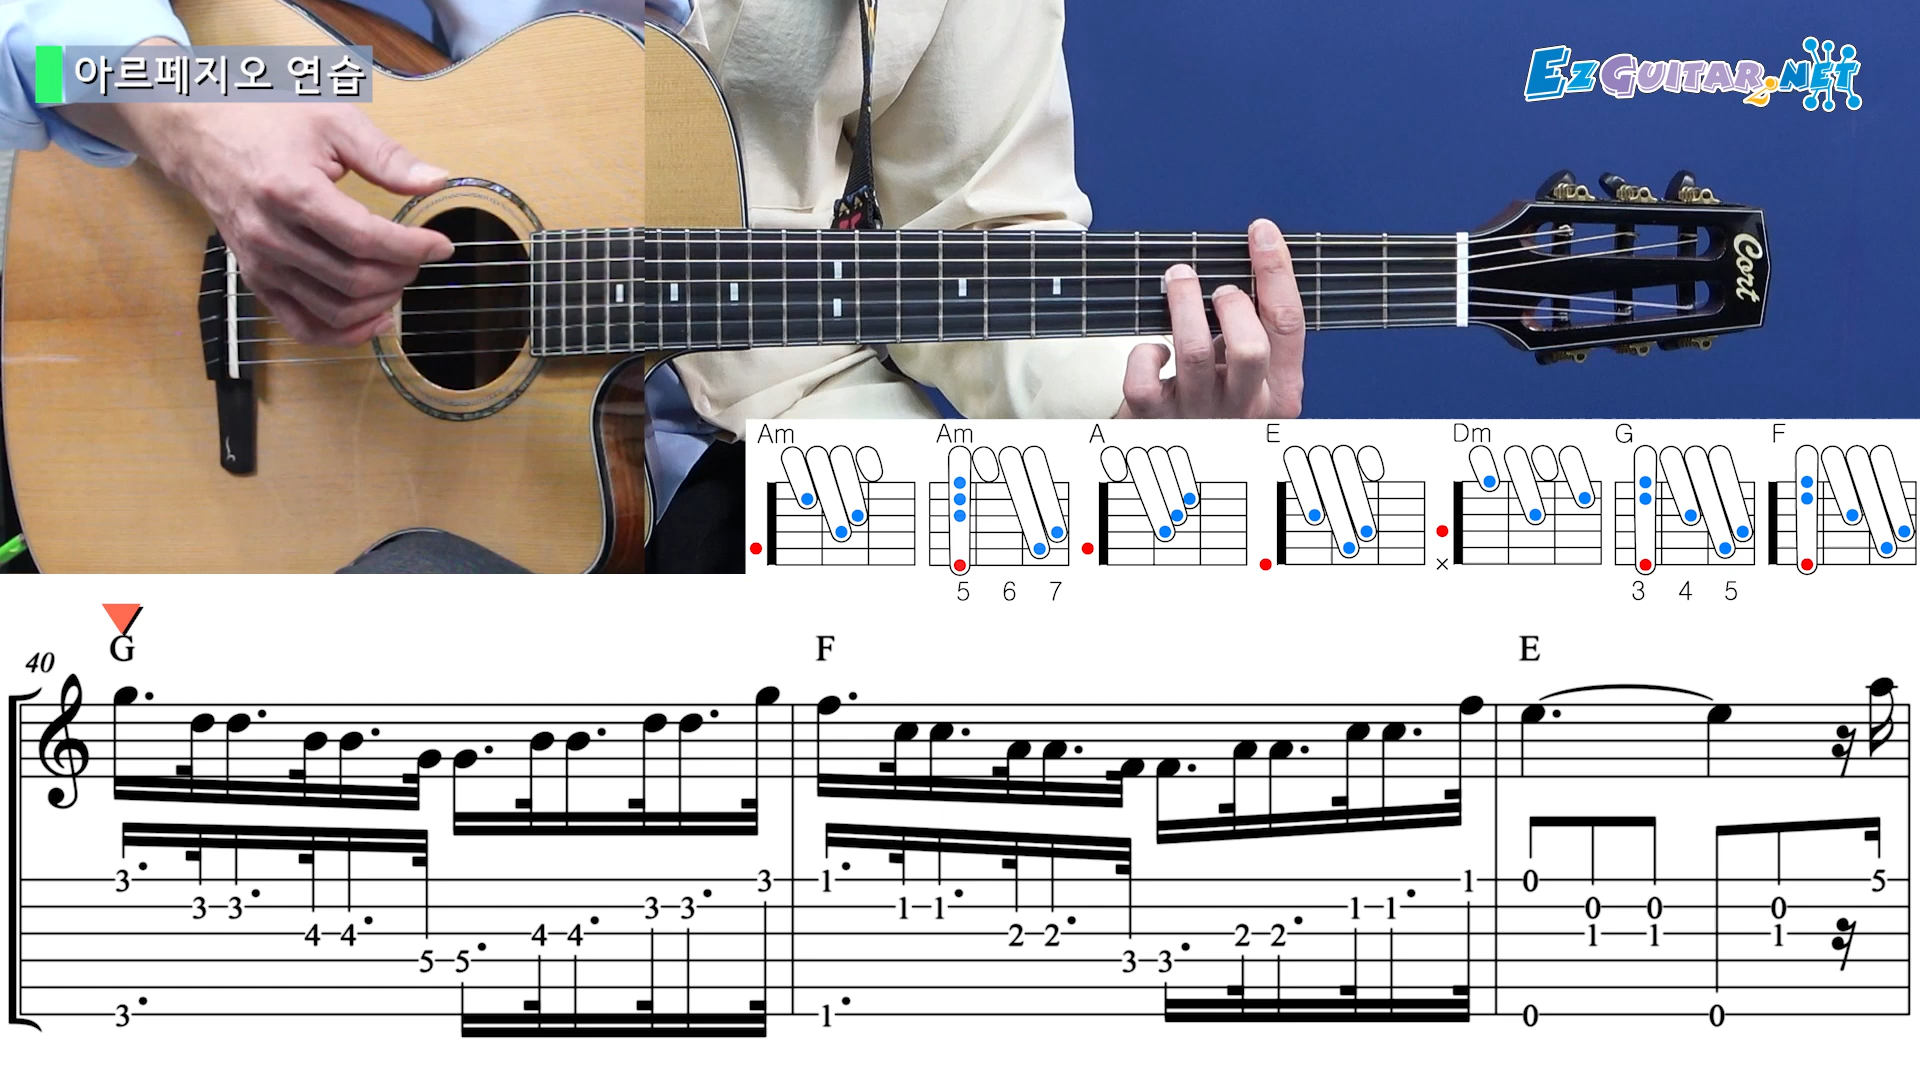 아르페지오 연습
EzGUITAR2.NET
Cort
Am Am A E Dm G F
×
5 6 7 3 4 5
G F E
40
3 3 1 1 0 5
3 3 3 3 1 1 1 1 0 0 0
4 4 4 4 2 2 2 2 1 1 1
5 5 3 3
3 1 0 0